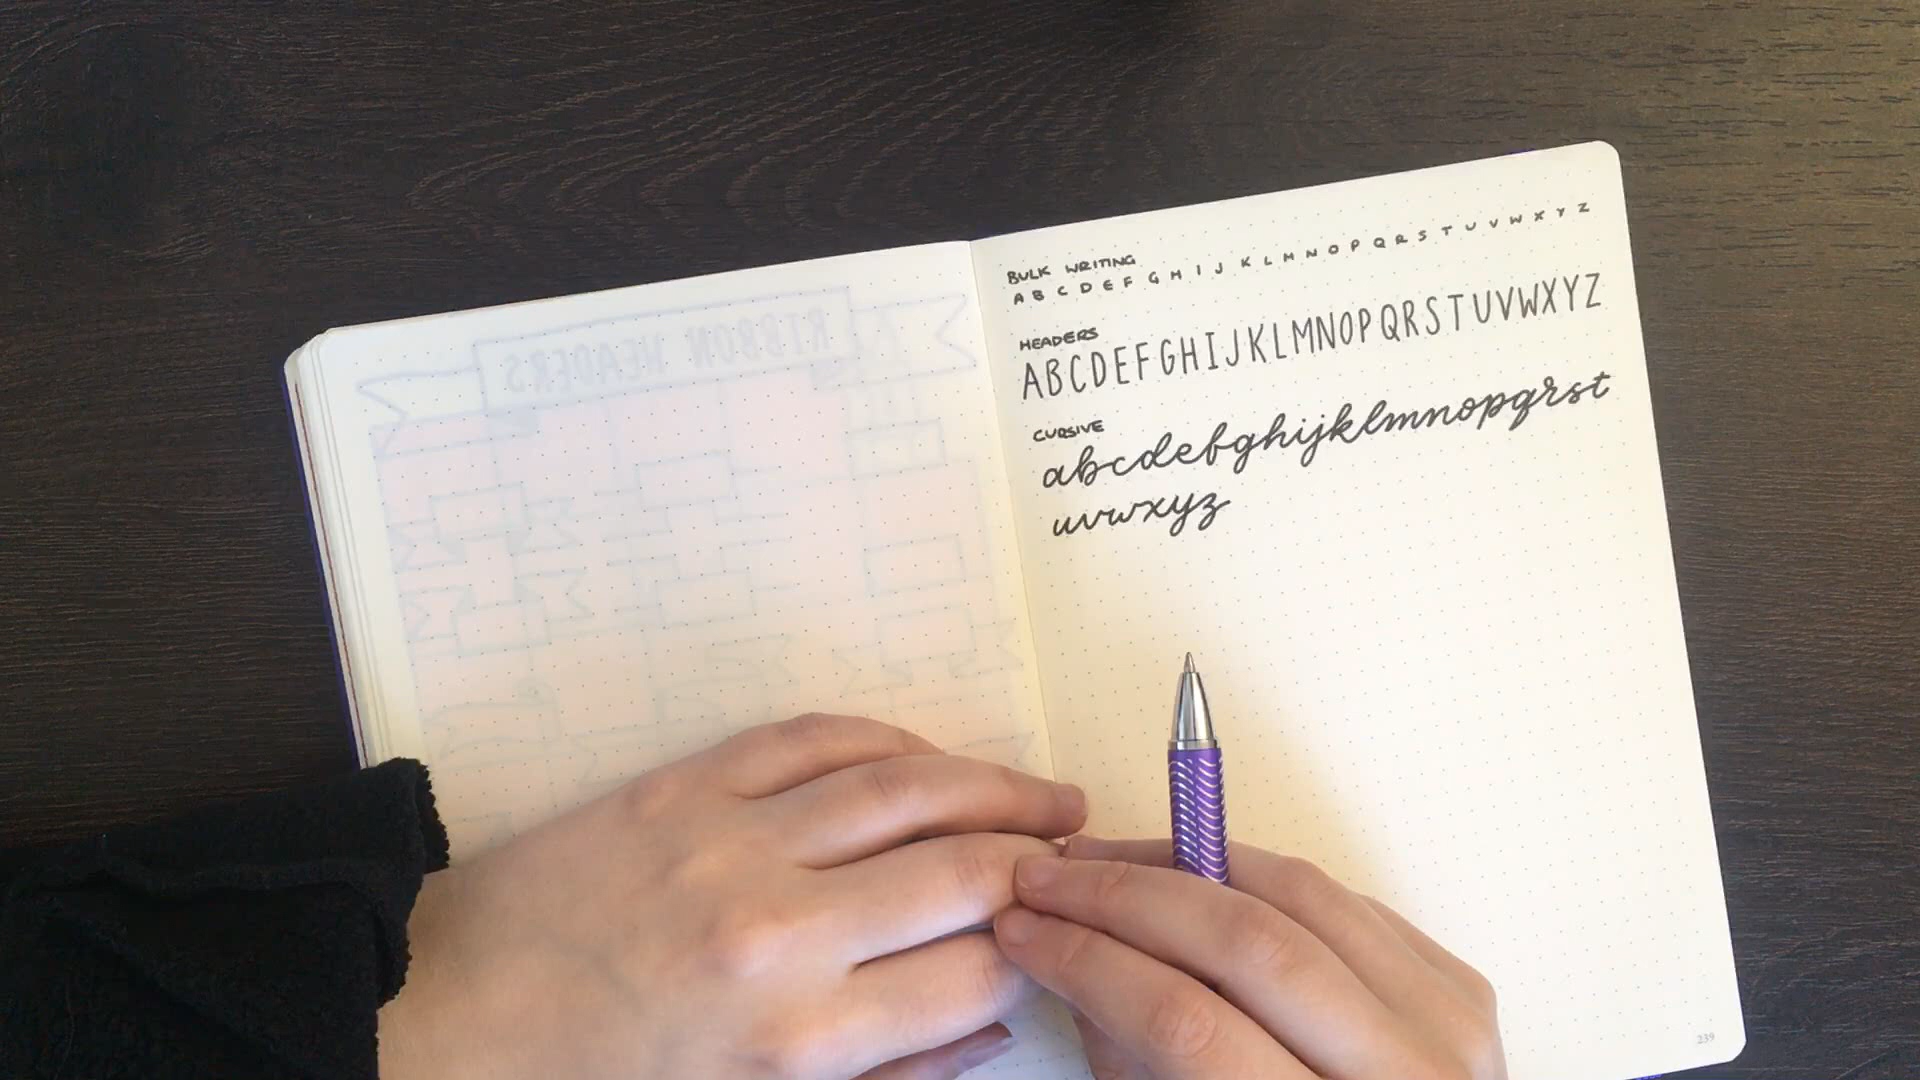 RIBBON HEADERS
BULK WRITING
A B C D E F G H I J K L M N O P Q R S T U V W X Y Z
HEADERS
ABCDEFGHIJKLMNOPQRSTUVWXYZ
CURSIVE
abcdefghijklmnopqrst
uvwxyz
239